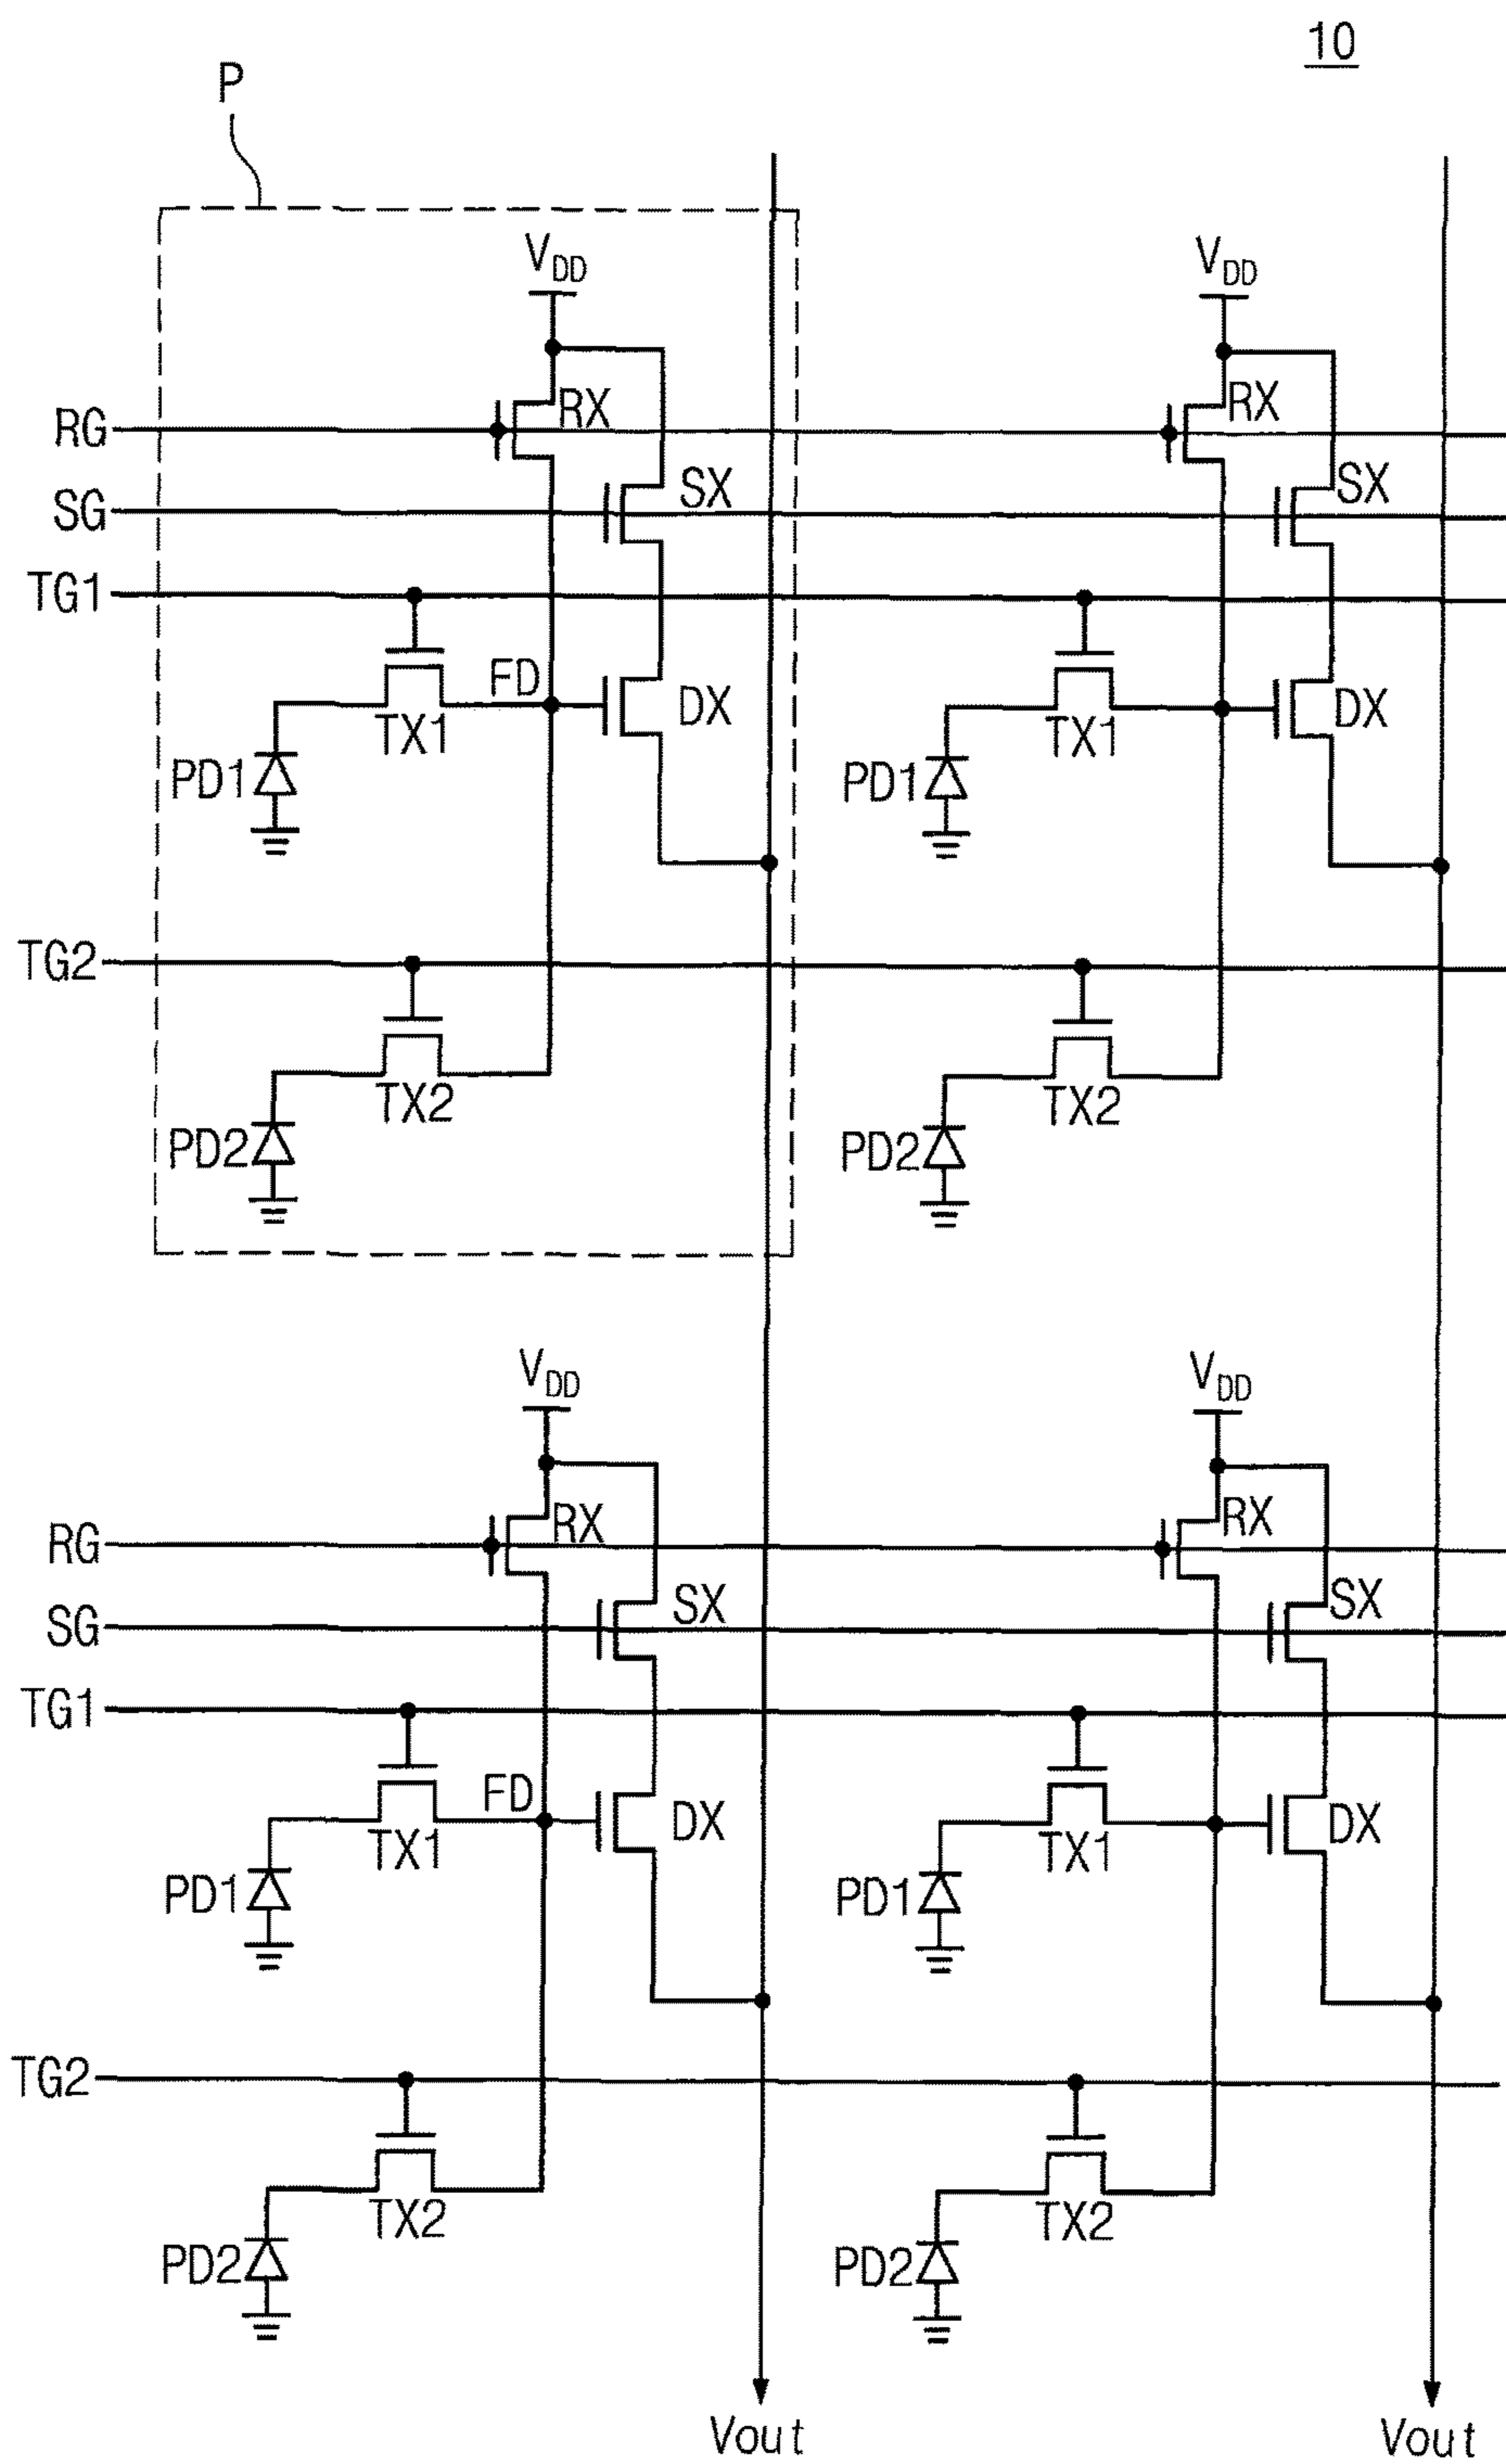 10
P
VDD VDD
RX RX
RG
SX SX
SG
TG1
FD DX DX
TX1 TX1
PD1 PD1
TG2
TX2 TX2
PD2 PD2
VDD VDD
RX RX
RG
SX SX
SG
TG1
FD DX DX
TX1 TX1
PD1 PD1
TG2
TX2 TX2
PD2 PD2
Vout Vout